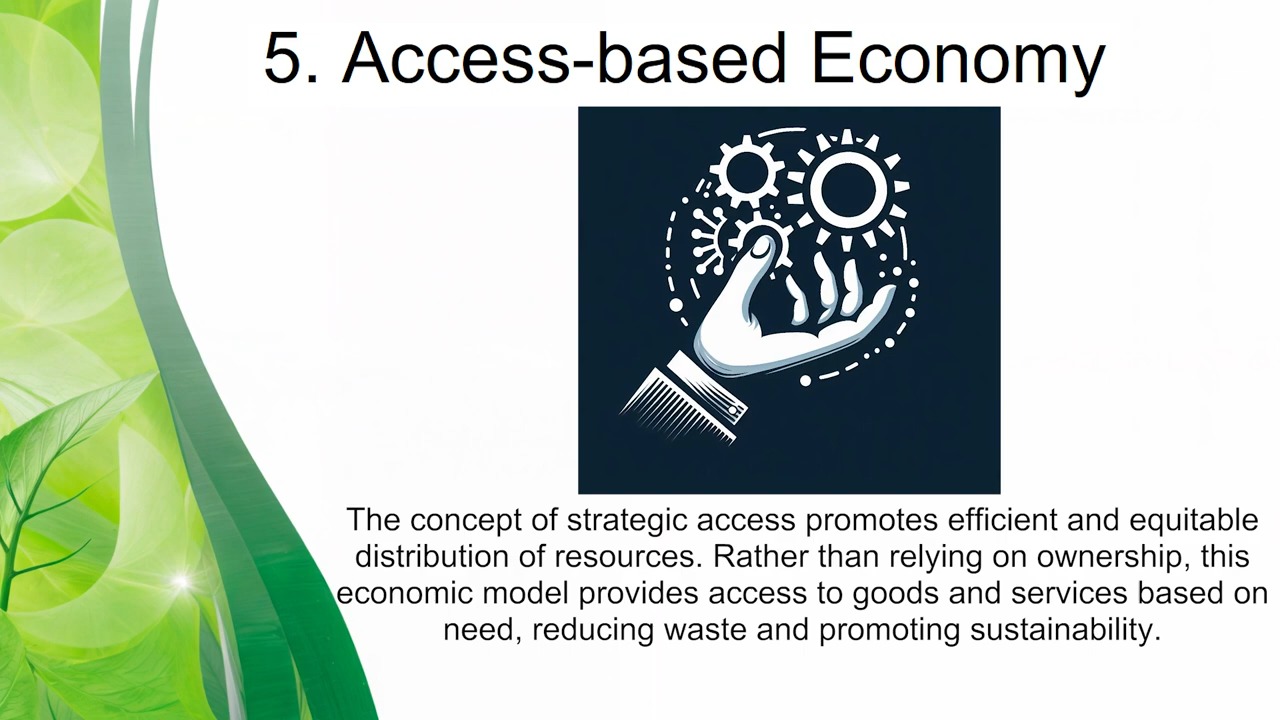 5. Access-based Economy
The concept of strategic access promotes efficient and equitable
distribution of resources. Rather than relying on ownership, this
economic model provides access to goods and services based on
need, reducing waste and promoting sustainability.